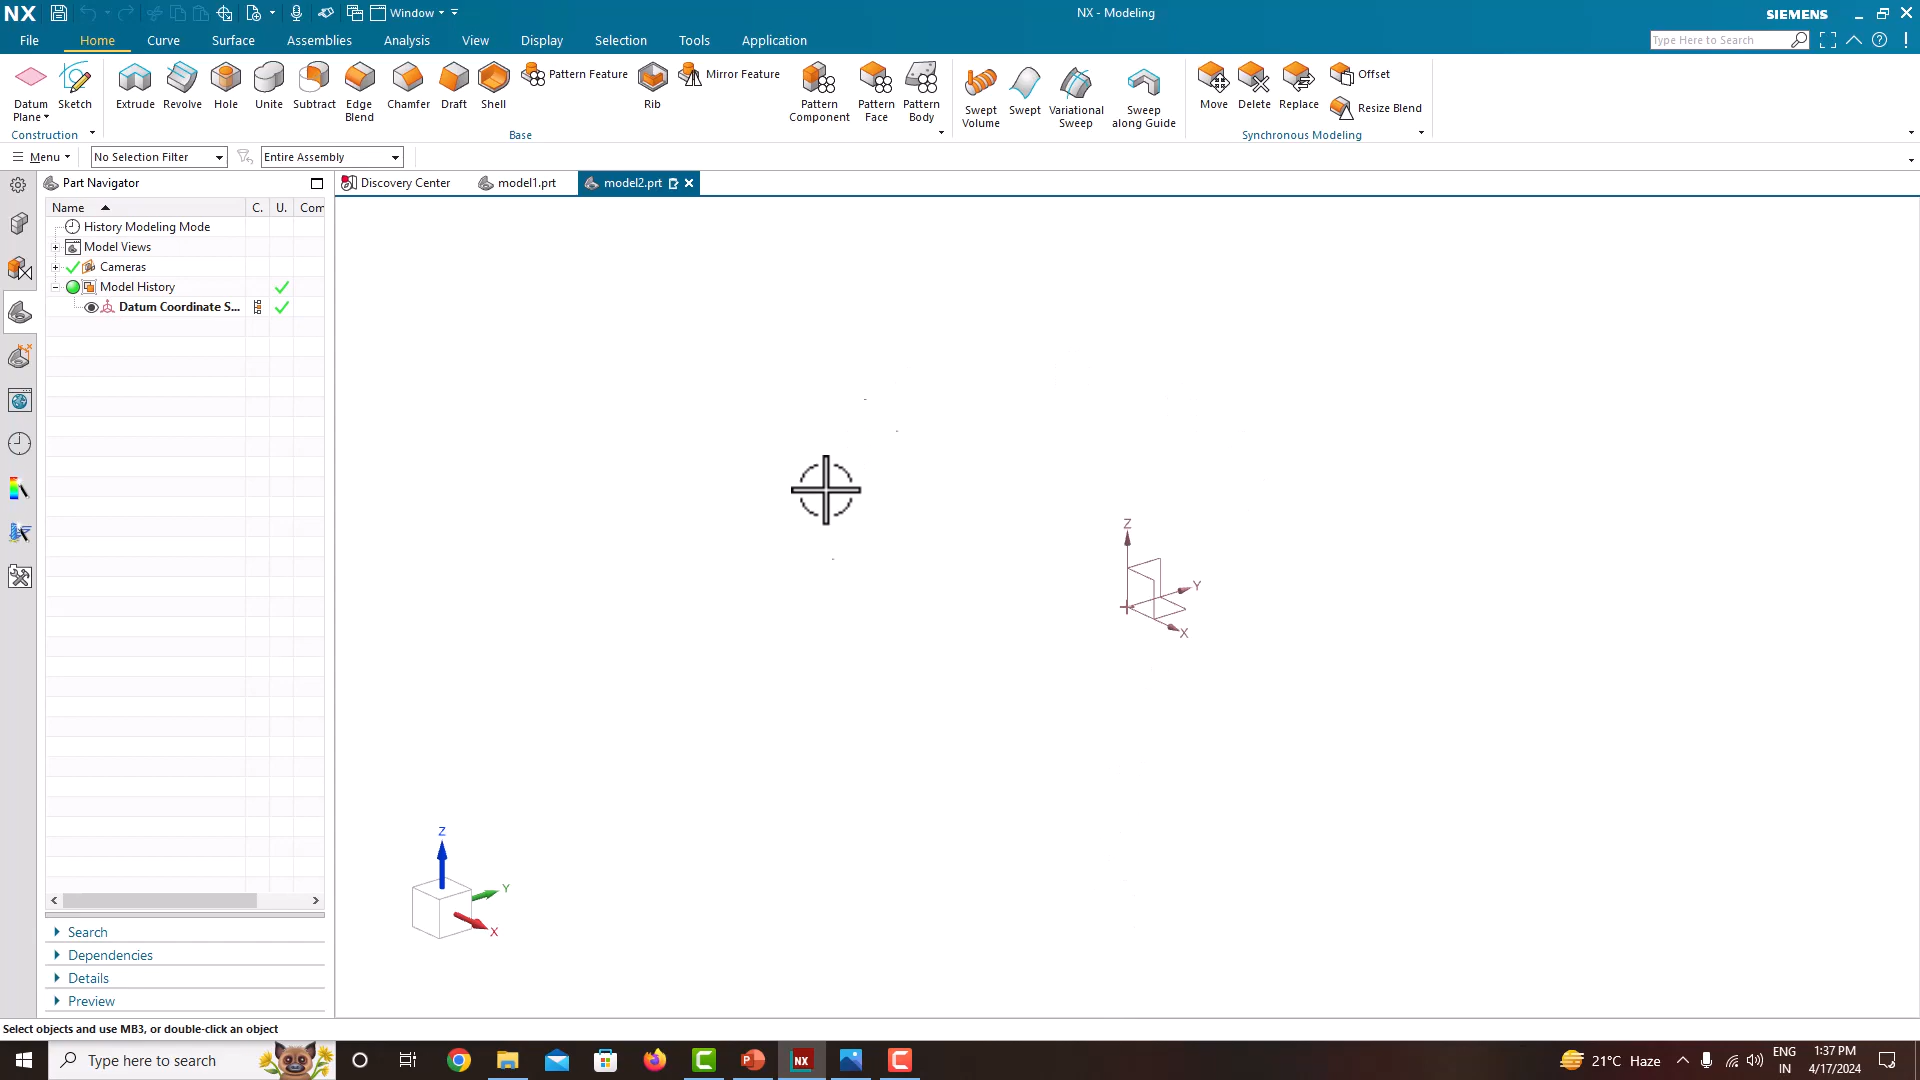 NX Window NX - Modeling SIEMENS
File Home Curve Surface Assemblies Analysis View Display Selection Tools Application Type Here to Search
Datum Plane Sketch Extrude Revolve Hole Unite Subtract Edge Blend Chamfer Draft Shell Pattern Feature Rib Mirror Feature Pattern Component Pattern Face Pattern Body Swept Volume Swept Variational Sweep Sweep along Guide Move Delete Replace Offset Resize Blend
Construction Base Synchronous Modeling
Menu No Selection Filter Entire Assembly
Part Navigator Discovery Center model1.prt model2.prt
Name C. U. Com
History Modeling Mode
Model Views
Cameras
Model History
Datum Coordinate S...
Z
Y
X
Z
Y
X
Search
Dependencies
Details
Preview
Select objects and use MB3, or double-click an object
Type here to search NX 21°C Haze ENG IN 1:37 PM 4/17/2024